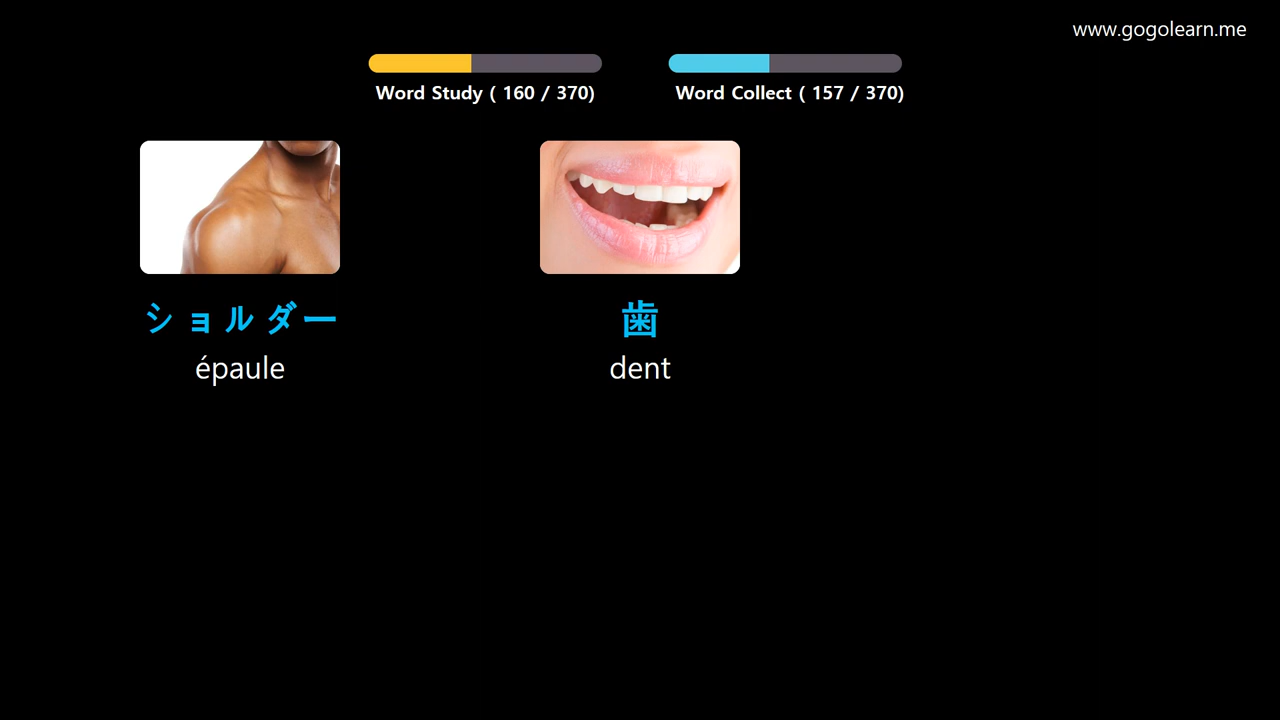 www.gogolearn.me
Word Study ( 160 / 370)
Word Collect ( 157 / 370)
ショルダー
épaule
歯
dent